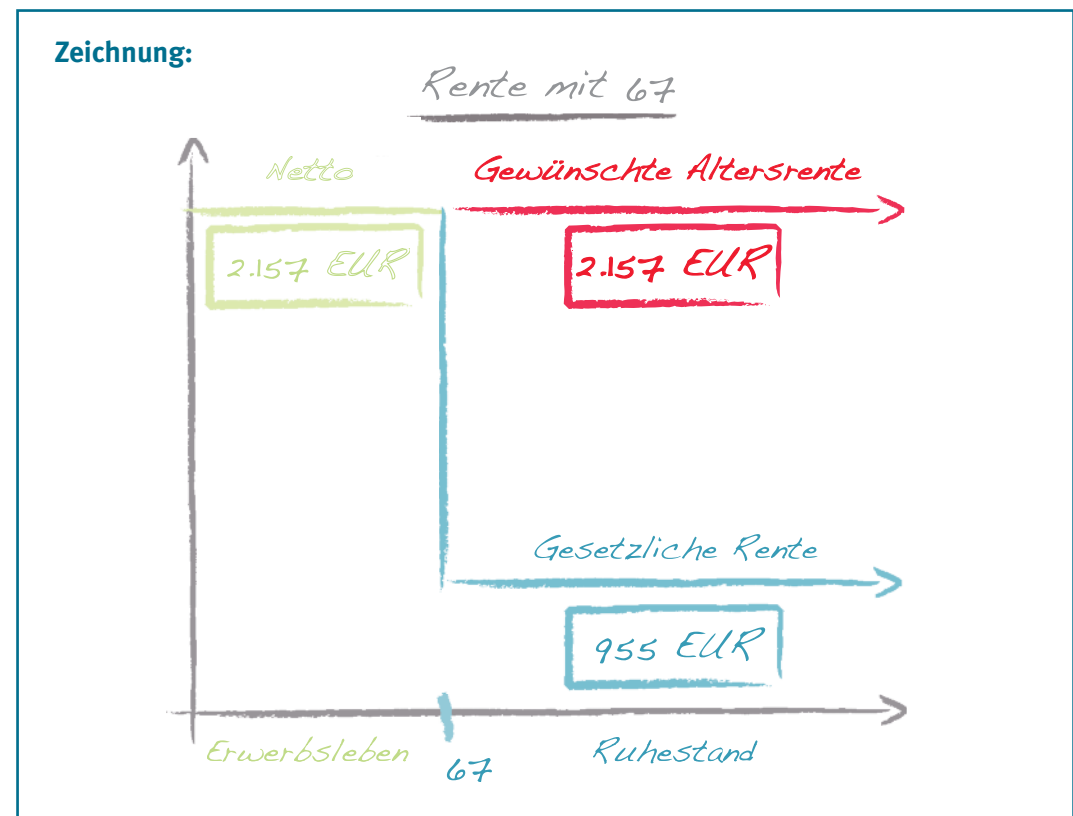 Zeichnung:
Rente mit 67
Netto
Gewünschte Altersrente
2.157 EUR
2.157 EUR
Gesetzliche Rente
955 EUR
Erwerbsleben
67
Ruhestand